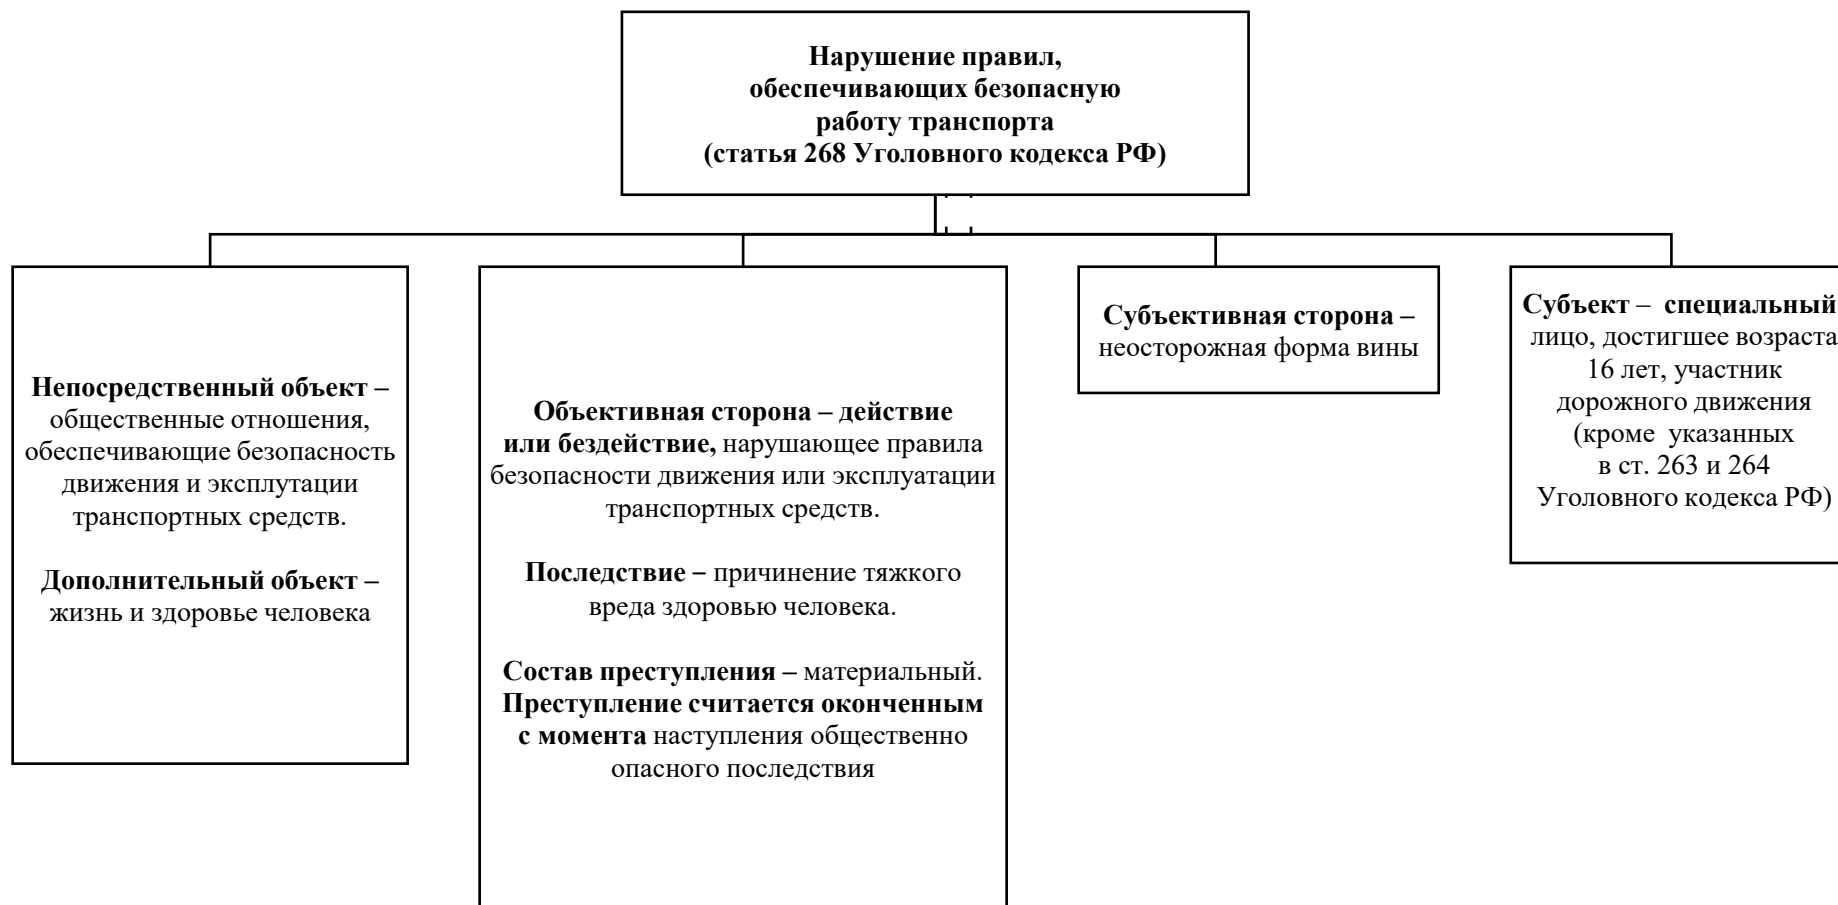 Нарушение правил,
обеспечивающих безопасную
работу транспорта
(статья 268 Уголовного кодекса РФ)
Непосредственный объект –
общественные отношения,
обеспечивающие безопасность
движения и эксплутации
транспортных средств.
Дополнительный объект –
жизнь и здоровье человека
Объективная сторона – действие
или бездействие, нарушающее правила
безопасности движения или эксплуатации
транспортных средств.
Последствие – причинение тяжкого
вреда здоровью человека.
Состав преступления – материальный.
Преступление считается оконченным
с момента наступления общественно
опасного последствия
Субъективная сторона –
неосторожная форма вины
Субъект – специальный
лицо, достигшее возраста
16 лет, участник
дорожного движения
(кроме указанных
в ст. 263 и 264
Уголовного кодекса РФ)